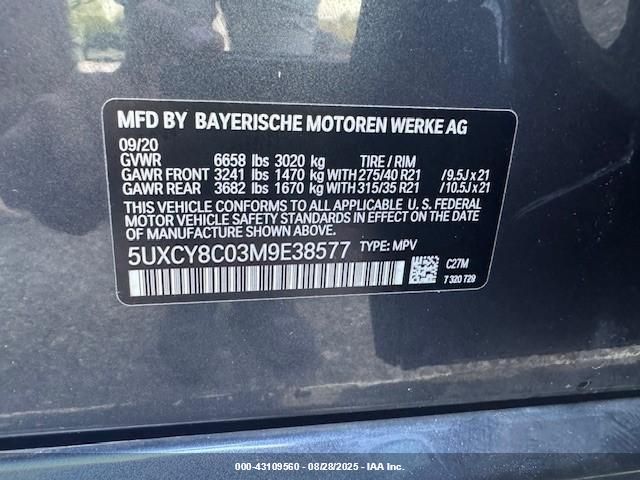 MFD BY BAYERISCHE MOTOREN WERKE AG
09/20
GVWR 6658 lbs 3020 kg TIRE / RIM
GAWR FRONT 3241 lbs 1470 kg WITH 275/40 R21 /9.5J x 21
GAWR REAR 3682 lbs 1670 kg WITH 315/35 R21 /10.5J x 21
THIS VEHICLE CONFORMS TO ALL APPLICABLE U. S. FEDERAL
MOTOR VEHICLE SAFETY STANDARDS IN EFFECT ON THE DATE
OF MANUFACTURE SHOWN ABOVE.
5UXCY8C03M9E38577 TYPE: MPV
C27M
7 320 729
000-43109560 - 08/28/2025 - IAA Inc.